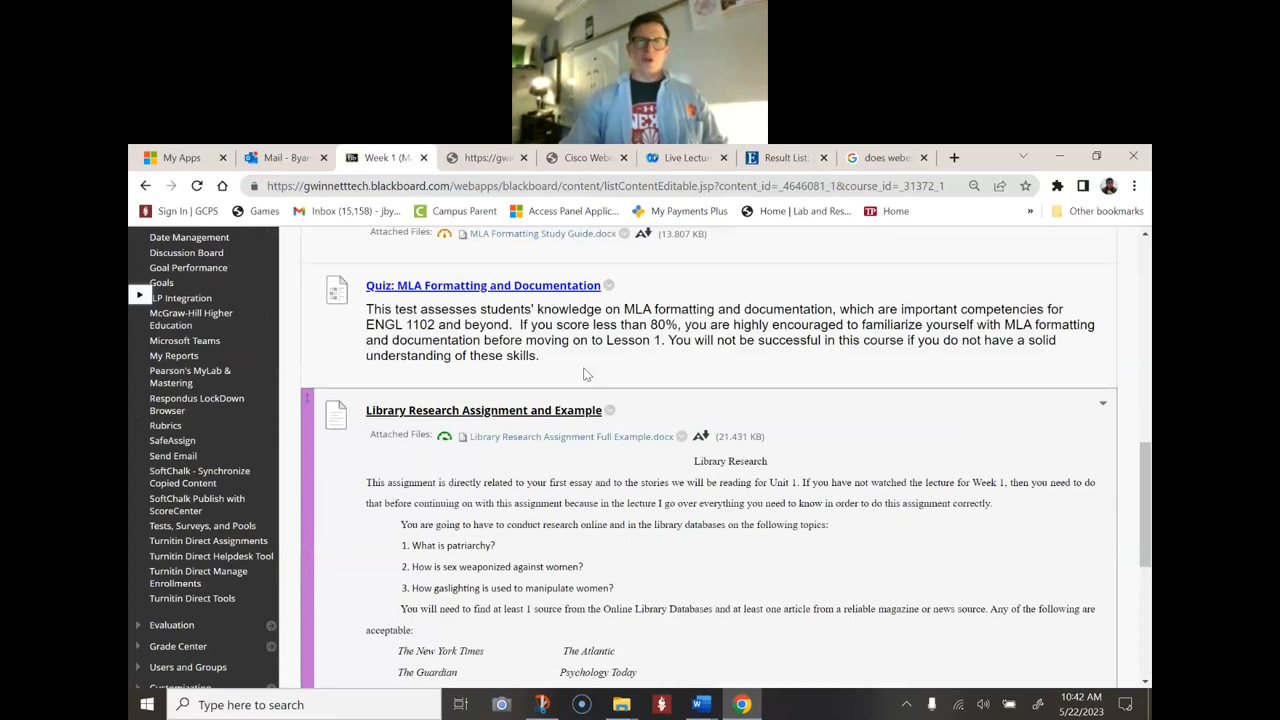 NEX
My Apps
Mail - Byar
Bb
Week 1 (M
https://gwi
Cisco Web
Live Lectu
Result List:
does webe
https://gwinnetttech.blackboard.com/webapps/blackboard/content/listContentEditable.jsp?content_id=_4646081_1&course_id=_31372_1
Sign In | GCPS
Games
Inbox (15,158) - jby...
Campus Parent
Access Panel Applic...
My Payments Plus
Home | Lab and Res...
TP
Home
»
Other bookmarks
Date Management
Discussion Board
Goal Performance
Goals
LP Integration
McGraw-Hill Higher
Education
Microsoft Teams
My Reports
Pearson's MyLab &
Mastering
Respondus LockDown
Browser
Rubrics
SafeAssign
Send Email
SoftChalk - Synchronize
Copied Content
SoftChalk Publish with
ScoreCenter
Tests, Surveys, and Pools
Turnitin Direct Assignments
Turnitin Direct Helpdesk Tool
Turnitin Direct Manage
Enrollments
Turnitin Direct Tools
Evaluation
Grade Center
Users and Groups
Customization
Attached Files:
MLA Formatting Study Guide.docx
(13.807 KB)
Quiz: MLA Formatting and Documentation
This test assesses students' knowledge on MLA formatting and documentation, which are important competencies for
ENGL 1102 and beyond. If you score less than 80%, you are highly encouraged to familiarize yourself with MLA formatting
and documentation before moving on to Lesson 1. You will not be successful in this course if you do not have a solid
understanding of these skills.
Library Research Assignment and Example
Attached Files:
Library Research Assignment Full Example.docx
(21.431 KB)
Library Research
This assignment is directly related to your first essay and to the stories we will be reading for Unit 1. If you have not watched the lecture for Week 1, then you need to do
that before continuing on with this assignment because in the lecture I go over everything you need to know in order to do this assignment correctly.
You are going to have to conduct research online and in the library databases on the following topics:
1. What is patriarchy?
2. How is sex weaponized against women?
3. How gaslighting is used to manipulate women?
You will need to find at least 1 source from the Online Library Databases and at least one article from a reliable magazine or news source. Any of the following are
acceptable:
The New York Times
The Atlantic
The Guardian
Psychology Today
Type here to search
10:42 AM
5/22/2023